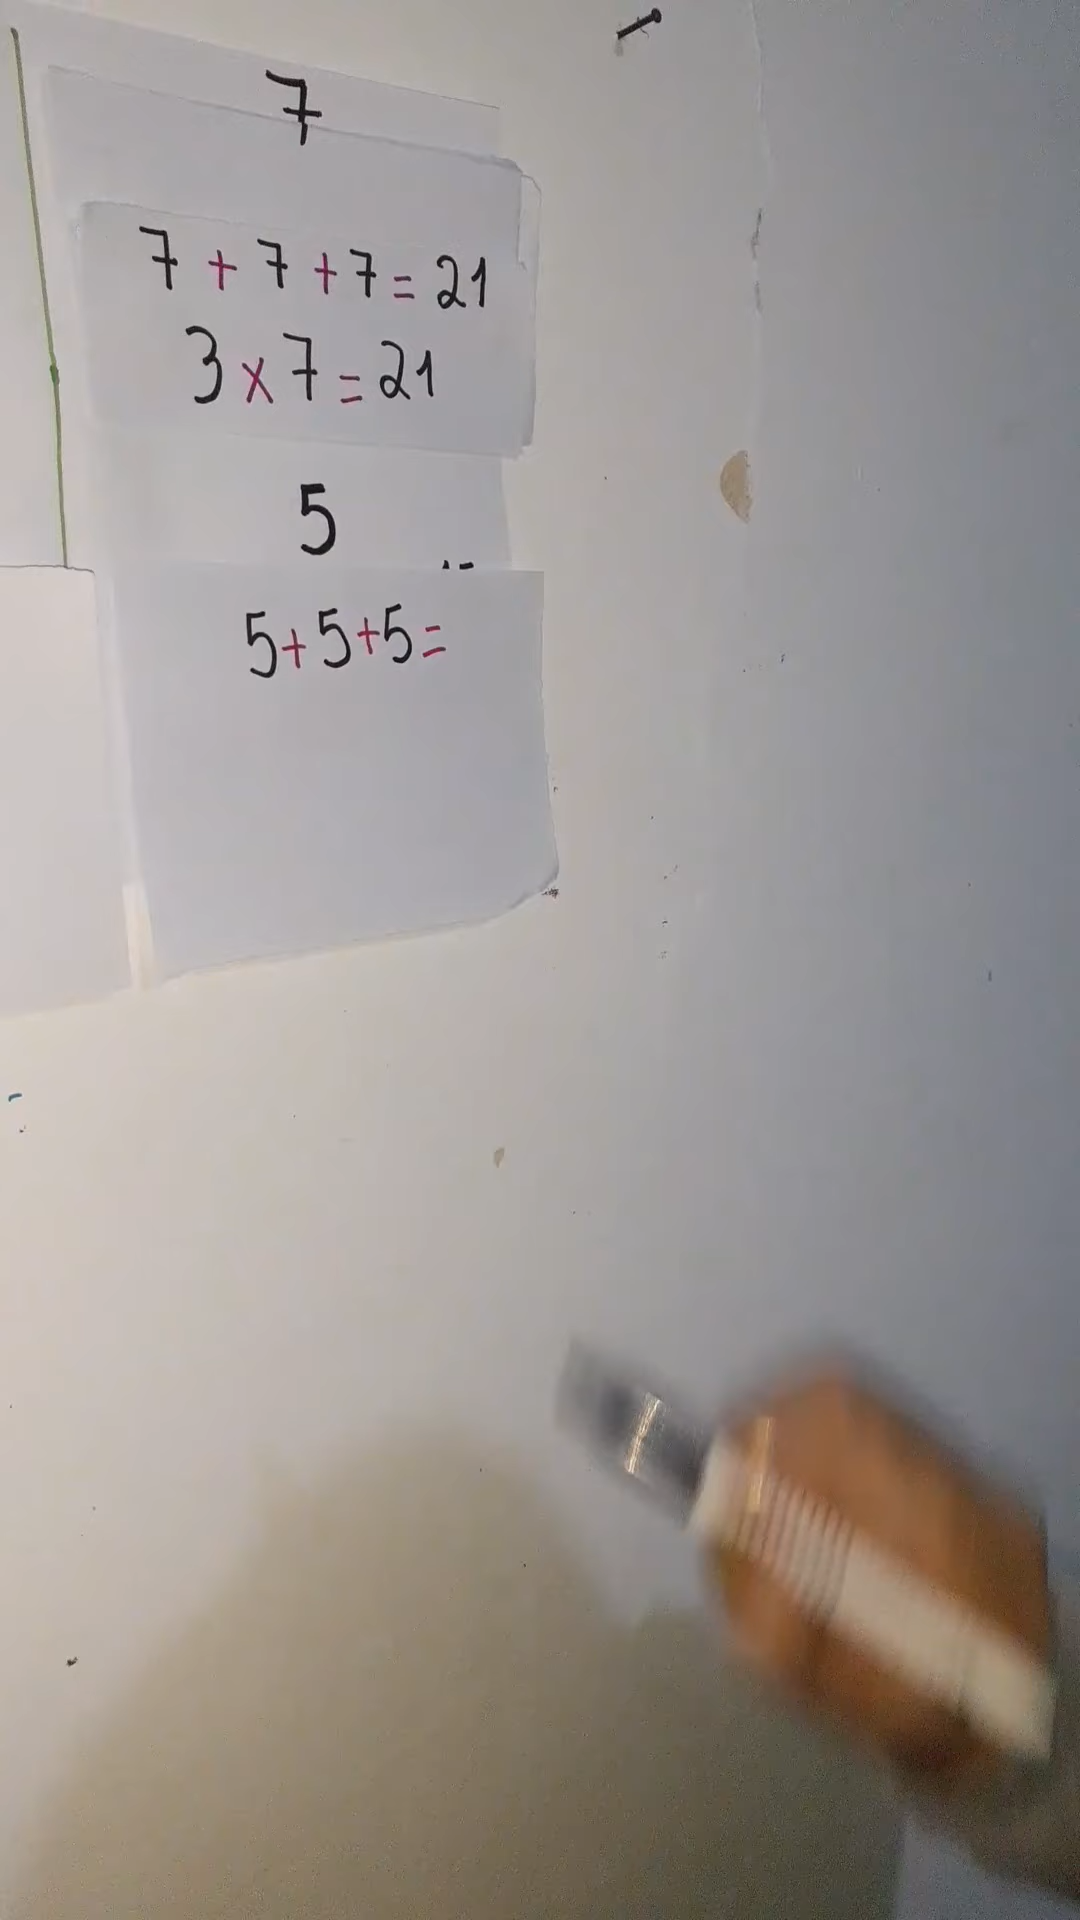 7
7 + 7 + 7 = 21
3 x 7 = 21
5
5 + 5 + 5 =